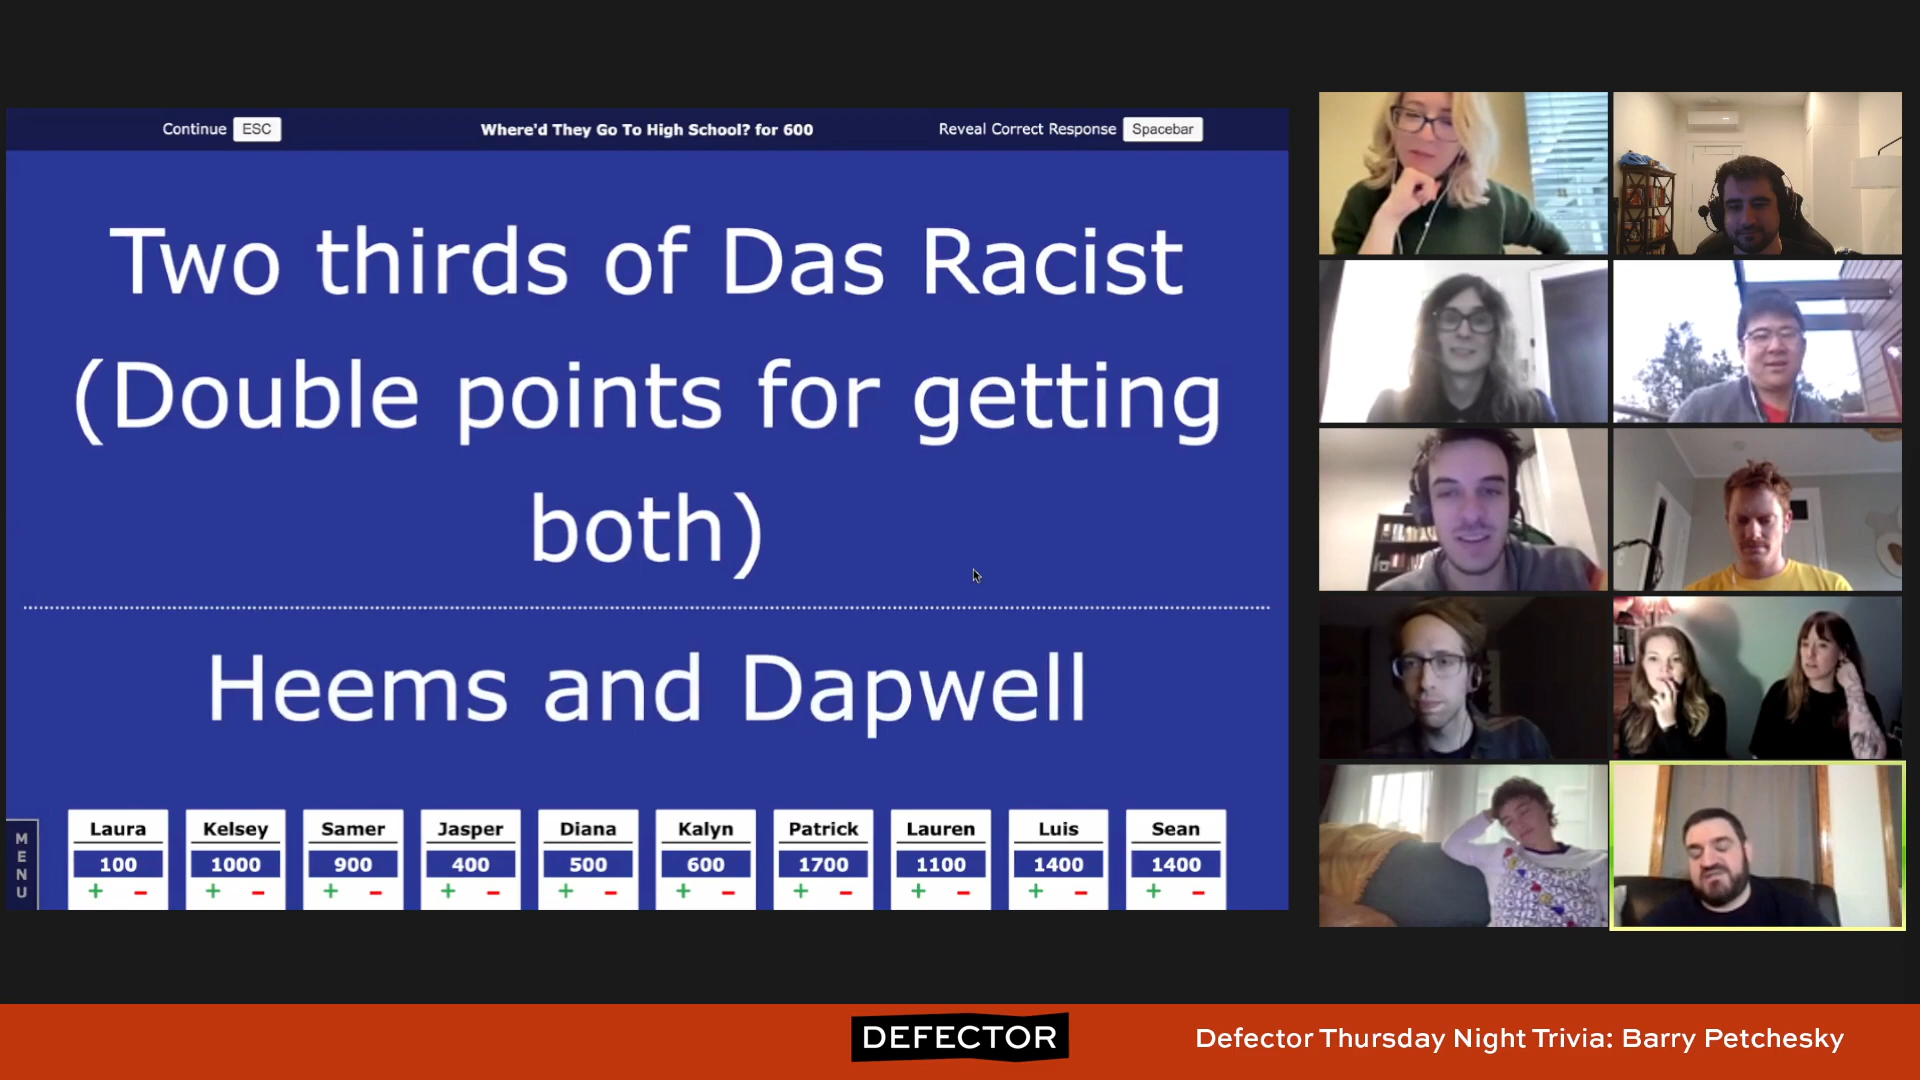 Continue ESC Where'd They Go To High School? for 600 Reveal Correct Response Spacebar
Two thirds of Das Racist
(Double points for getting
both)
Heems and Dapwell
MENU
Laura Kelsey Samer Jasper Diana Kalyn Patrick Lauren Luis Sean
100 1000 900 400 500 600 1700 1100 1400 1400
+ − + − + − + − + − + − + − + − + − + −
DEFECTOR Defector Thursday Night Trivia: Barry Petchesky